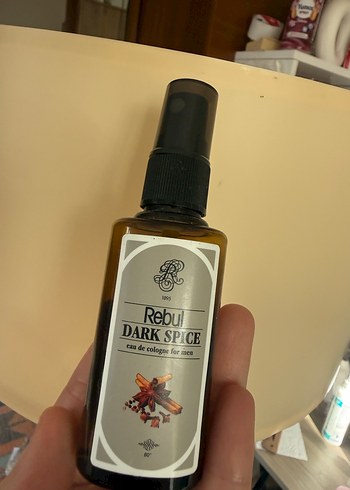 1895
Rebul
DARK SPICE
eau de cologne for men
80°